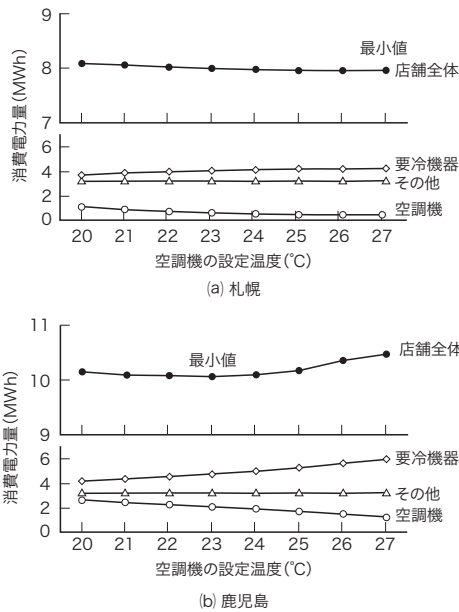 9
最小値
8
店舗全体
7
消費電力量(MWh)
6
要冷機器
4
その他
2
空調機
0
20 21 22 23 24 25 26 27
空調機の設定温度(℃)
(a) 札幌
11
店舗全体
最小値
10
9
消費電力量(MWh)
6
要冷機器
4
その他
2
空調機
0
20 21 22 23 24 25 26 27
空調機の設定温度(℃)
(b) 鹿児島